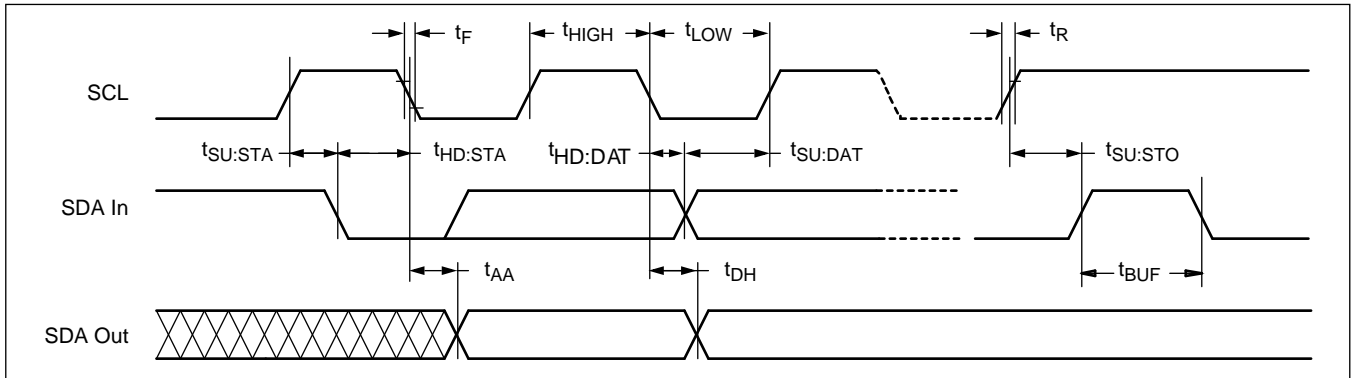 tF
tHIGH
tLOW
tR
SCL
tSU:STA
tHD:STA
tHD:DAT
tSU:DAT
tSU:STO
SDA In
tAA
tDH
tBUF
SDA Out